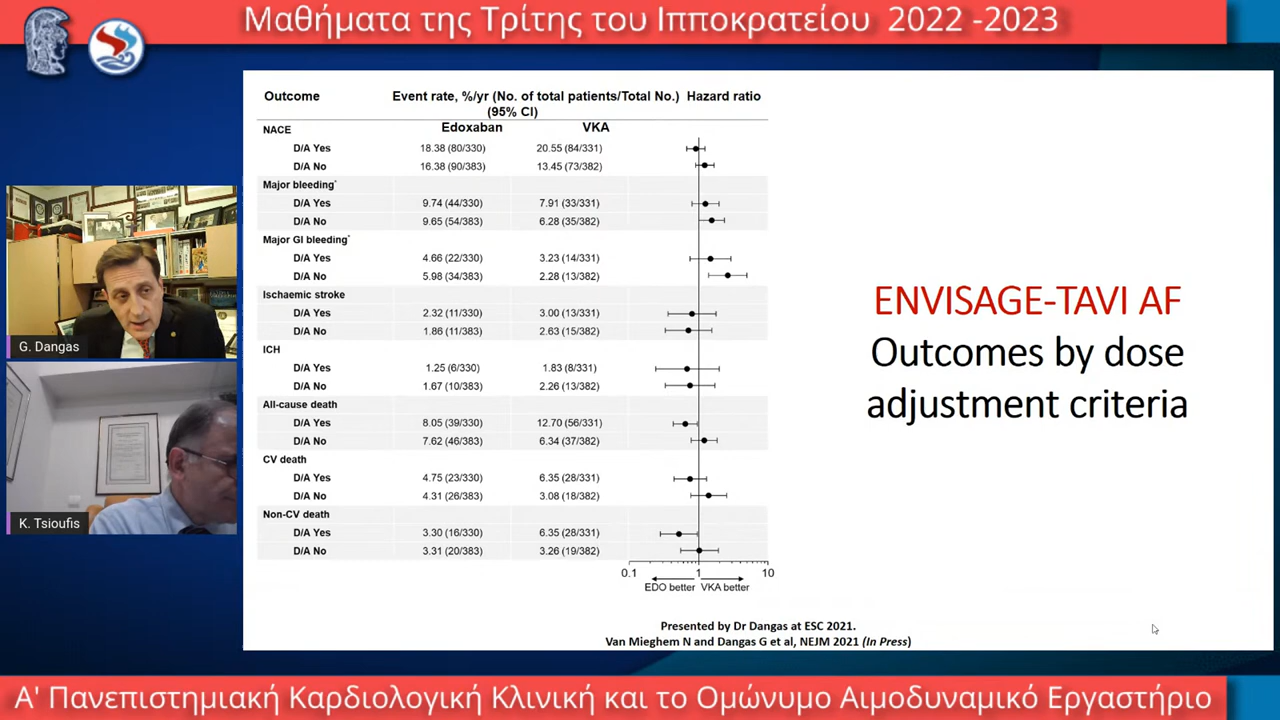 Μαθήματα της Τρίτης του Ιπποκρατείου 2022 -2023
Outcome Event rate, %/yr (No. of total patients/Total No.) Hazard ratio
(95% CI)
Edoxaban VKA
NACE
D/A Yes 18.38 (80/330) 20.55 (84/331)
D/A No 16.38 (90/383) 13.45 (73/382)
Major bleeding*
D/A Yes 9.74 (44/330) 7.91 (33/331)
D/A No 9.65 (54/383) 6.28 (35/382)
Major GI bleeding*
D/A Yes 4.66 (22/330) 3.23 (14/331)
D/A No 5.98 (34/383) 2.28 (13/382)
Ischaemic stroke
D/A Yes 2.32 (11/330) 3.00 (13/331)
D/A No 1.86 (11/383) 2.63 (15/382)
ICH
D/A Yes 1.25 (6/330) 1.83 (8/331)
D/A No 1.67 (10/383) 2.26 (13/382)
All-cause death
D/A Yes 8.05 (39/330) 12.70 (56/331)
D/A No 7.62 (46/383) 6.34 (37/382)
CV death
D/A Yes 4.75 (23/330) 6.35 (28/331)
D/A No 4.31 (26/383) 3.08 (18/382)
Non-CV death
D/A Yes 3.30 (16/330) 6.35 (28/331)
D/A No 3.31 (20/383) 3.26 (19/382)
0.1 1 10
EDO better VKA better
ENVISAGE-TAVI AF
Outcomes by dose
adjustment criteria
Presented by Dr Dangas at ESC 2021.
Van Mieghem N and Dangas G et al, NEJM 2021 (In Press)
G. Dangas
K. Tsioufis
Α' Πανεπιστημιακή Καρδιολογική Κλινική και το Ομώνυμο Αιμοδυναμικό Εργαστήριο